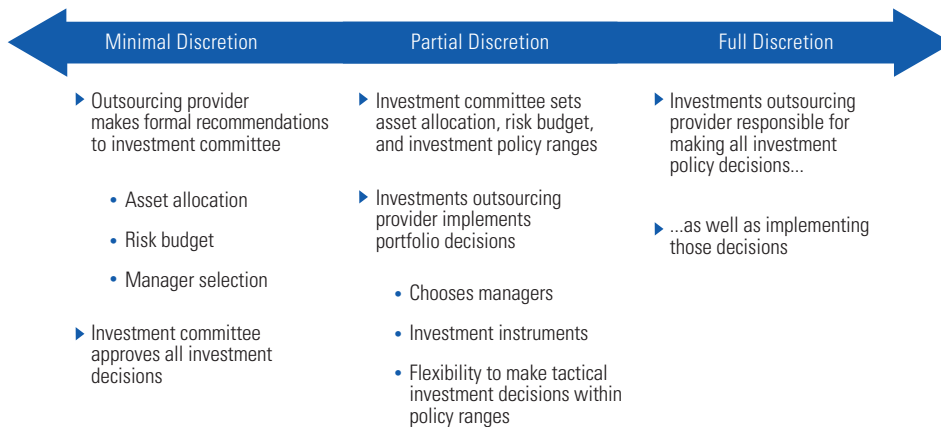 Minimal Discretion
Partial Discretion
Full Discretion
Outsourcing provider
makes formal recommendations
to investment committee
• Asset allocation
• Risk budget
• Manager selection
Investment committee
approves all investment
decisions
Investment committee sets
asset allocation, risk budget,
and investment policy ranges
Investments outsourcing
provider implements
portfolio decisions
• Chooses managers
• Investment instruments
• Flexibility to make tactical
investment decisions within
policy ranges
Investments outsourcing
provider responsible for
making all investment
policy decisions...
...as well as implementing
those decisions